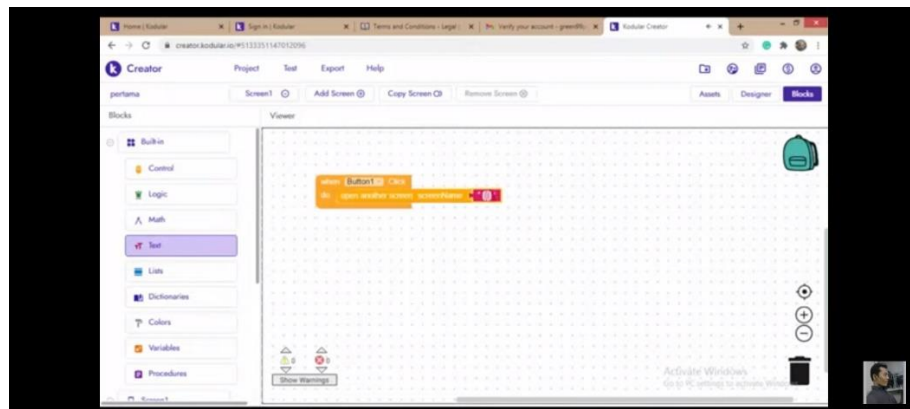 Home | Kodular
Sign in | Kodular
Terms and Conditions - Legal |
Verify your account - greenflic
Kodular Creator
creator.kodular.io/#5133351147012096
Creator Project Test Export Help
pertama Screen1 Add Screen Copy Screen Remove Screen Assets Designer Blocks
Blocks Viewer
Built-in
Control
Logic
Math
Text
Lists
Dictionaries
Colors
Variables
Procedures
Screen1
when Button1 Click
do open another screen screenName " "
0 0
Show Warnings
Activate Windows
Go to PC settings to activate Windows.